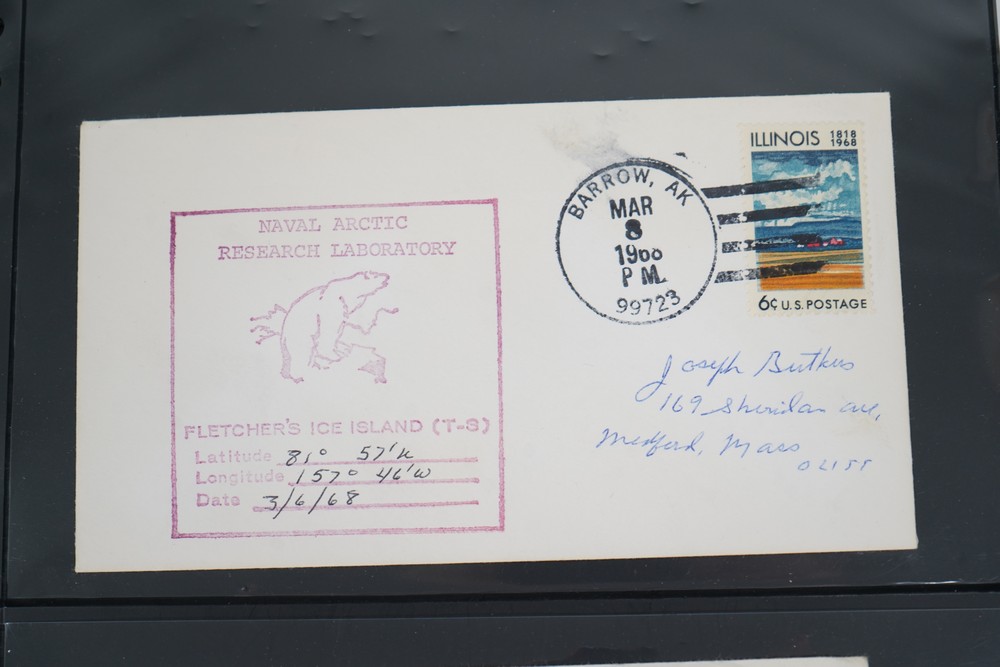 NAVAL ARCTIC
RESEARCH LABORATORY
FLETCHER'S ICE ISLAND (T-3)
Latitude 81° 57'N
Longitude 157° 46'W
Date 3/6/68
BARROW, AK
MAR
8
1968
P M.
99723
ILLINOIS 1818
1968
6¢ U.S. POSTAGE
Joseph Butkus
169 Sheridan ave,
Medford, Mass
02155